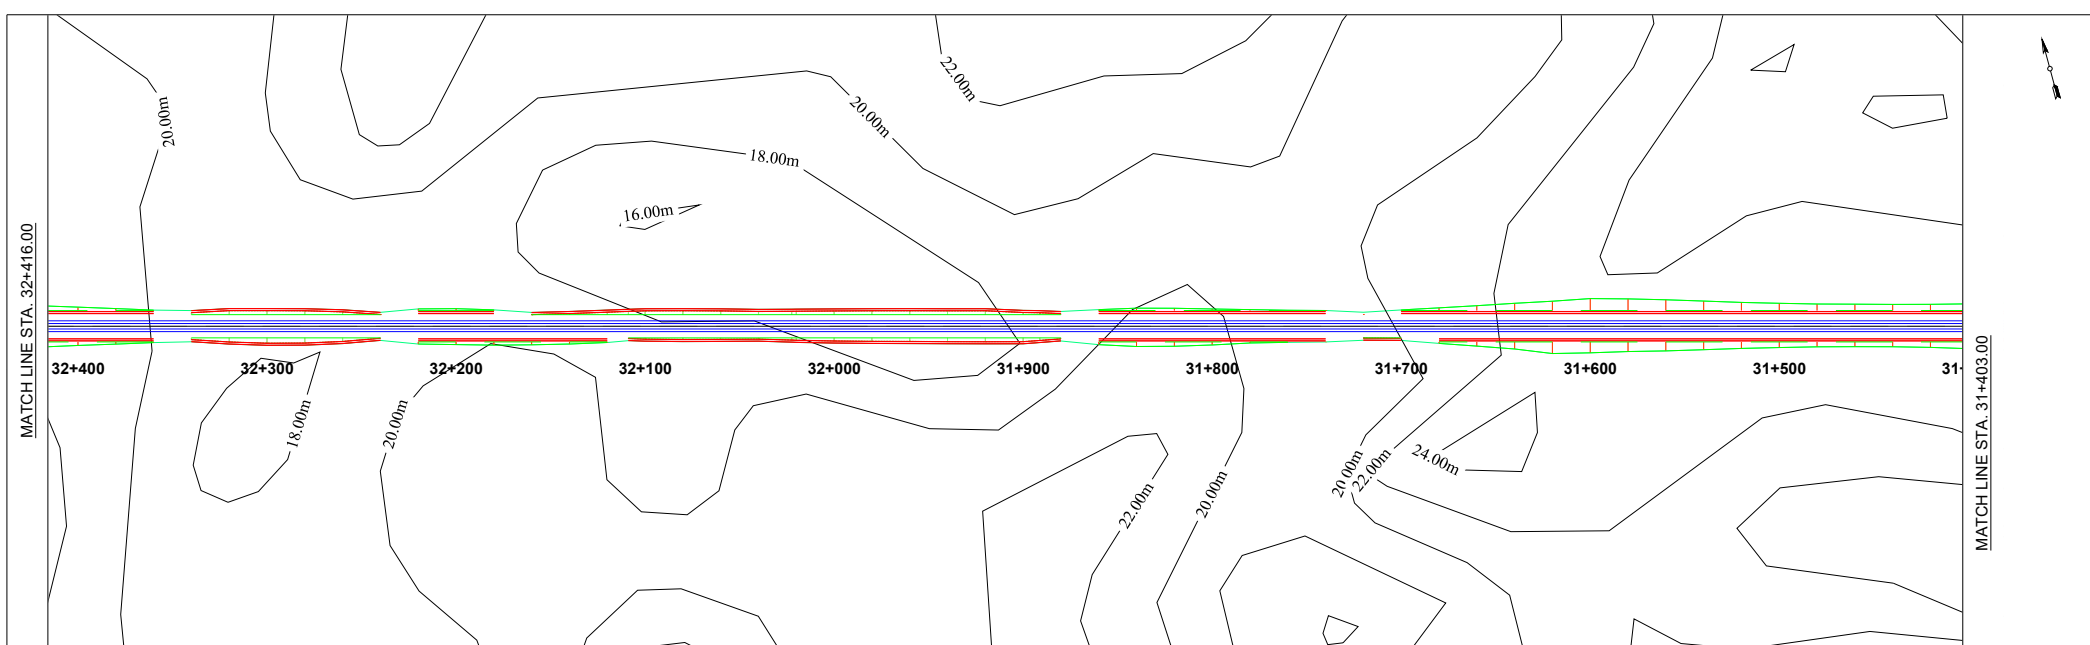 22.00m
20.00m
20.00m
18.00m
16.00m
MATCH LINE STA. 32+416.00
MATCH LINE STA. 31+403.00
32+400
32+300
32+200
32+100
32+000
31+900
31+800
31+700
31+600
31+500
31+
18.00m
20.00m
22.00m
20.00m
20.00m
22.00m
24.00m